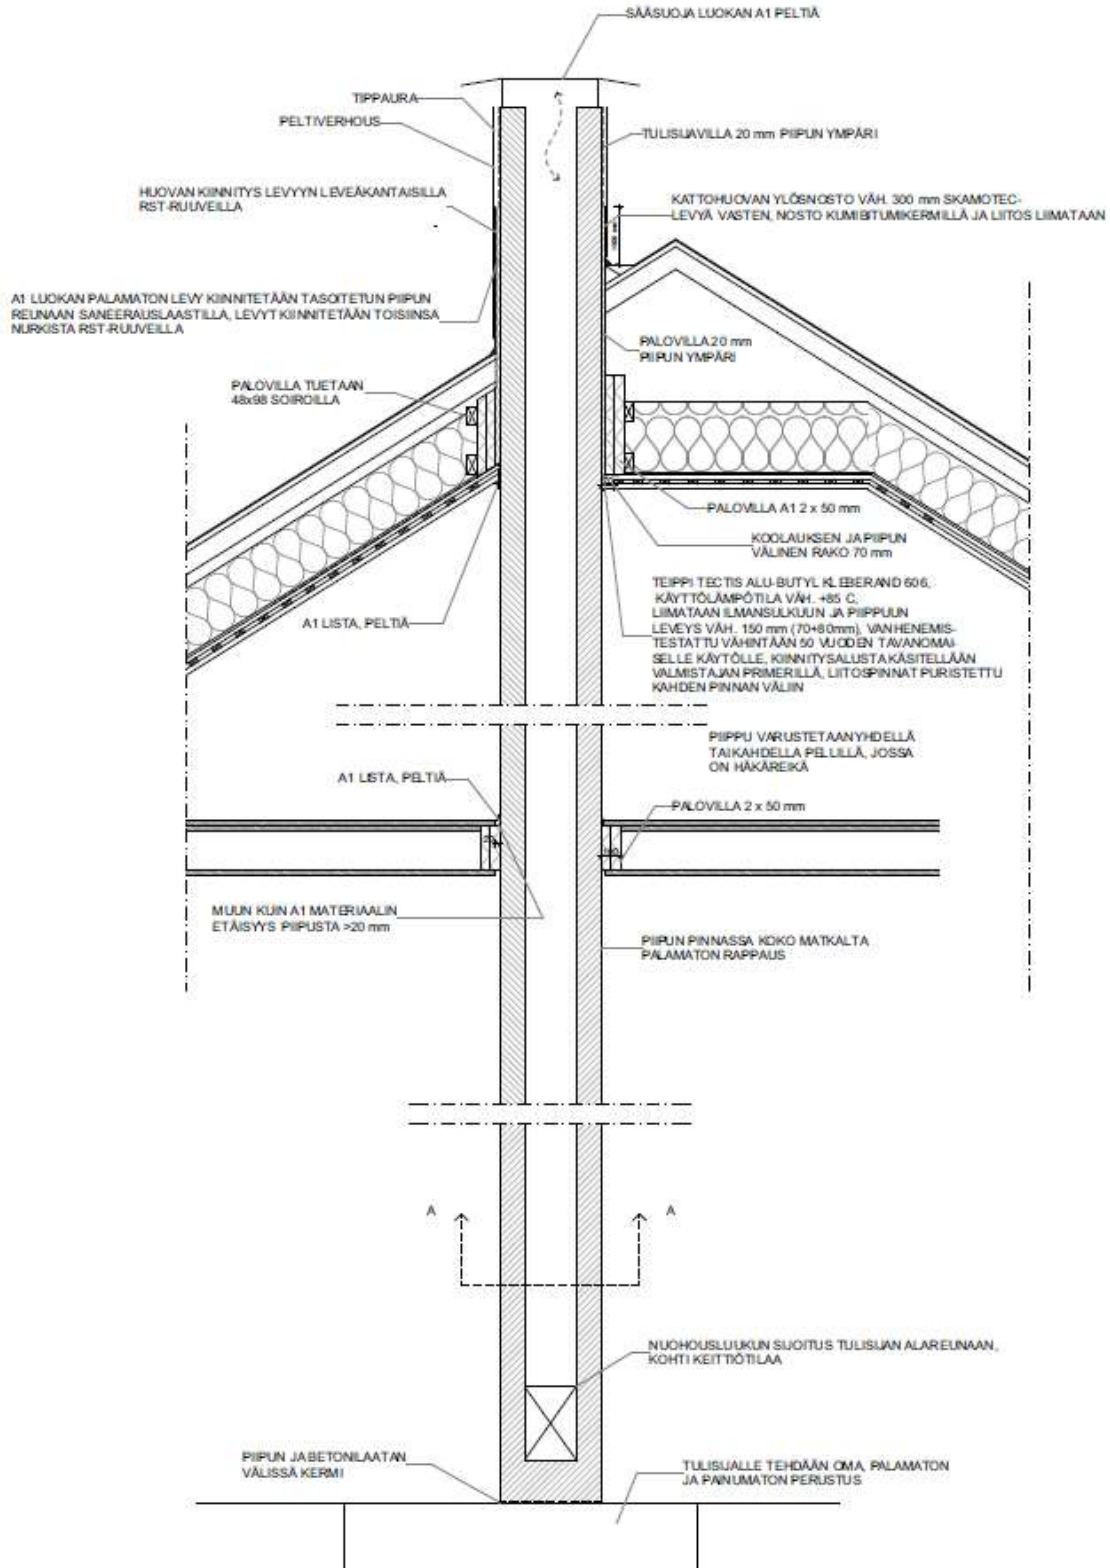 SÄÄSUOJA LUOKAN A1 PELTIÄ
TIPPAURA
PELTIVERHOUS
TULISIJAVILLA 20 mm PIIPUN YMPÄRI
HUOVAN KIINNITYS LEVYYN LEVEÄKANTAISILLA
RST-RUUVEILLA
KATTOHUOVAN YLÖSNOSTO VÄH. 300 mm SKAMOTEC-
LEVYÄ VASTEN, NOSTO KUMIBITUMIKERMILLÄ JA LIITOS LIIMATAAN
A1 LUOKAN PALAMATON LEVY KIINNITETÄÄN TASOITETUN PIIPUN
REUNAAN SANEERAUSLAASTILLA, LEVYT KIINNITETÄÄN TOISIINSA
NURKISTA RST-RUUVEILLA
PALOVILLA 20 mm
PIIPUN YMPÄRI
PALOVILLA TUETAAN
48x98 SOIROILLA
PALOVILLA A1 2 x 50 mm
KOOLAUKSEN JA PIIPUN
VÄLINEN RAKO 70 mm
TEIPPI TECTIS ALU-BUTYL KLEBERAND 606,
KÄYTTÖLÄMPÖTILA VÄH. +85 C,
LIIMATAAN ILMANSULKUUN JA PIIPPUUN
LEVEYS VÄH. 150 mm (70+80mm), VANHENEMIS-
TESTATTU VÄHINTÄÄN 50 VUODEN TAVANOMAI-
SELLE KÄYTÖLLE, KIINNITYSALUSTA KÄSITELLÄÄN
VALMISTAJAN PRIMERILLÄ, LIITOSPINNAT PURISTETTU
KAHDEN PINNAN VÄLIIN
A1 LISTA, PELTIÄ
PIIPPU VARUSTETAAN YHDELLÄ
TAI KAHDELLA PELLILLÄ, JOSSA
ON HÄKÄREIKÄ
A1 LISTA, PELTIÄ
PALOVILLA 2 x 50 mm
MUUN KUIN A1 MATERIAALIN
ETÄISYYS PIIPUSTA >20 mm
PIIPUN PINNASSA KOKO MATKALTA
PALAMATON RAPPAUS
A
A
NUOHOUSLUUKUN SIJOITUS TULISIJAN ALAREUNAAN,
KOHTI KEITTIÖTILAA
PIIPUN JA BETONILAATAN
VÄLISSÄ KERMI
TULISIJALLE TEHDÄÄN OMA, PALAMATON
JA PAINUMATON PERUSTUS